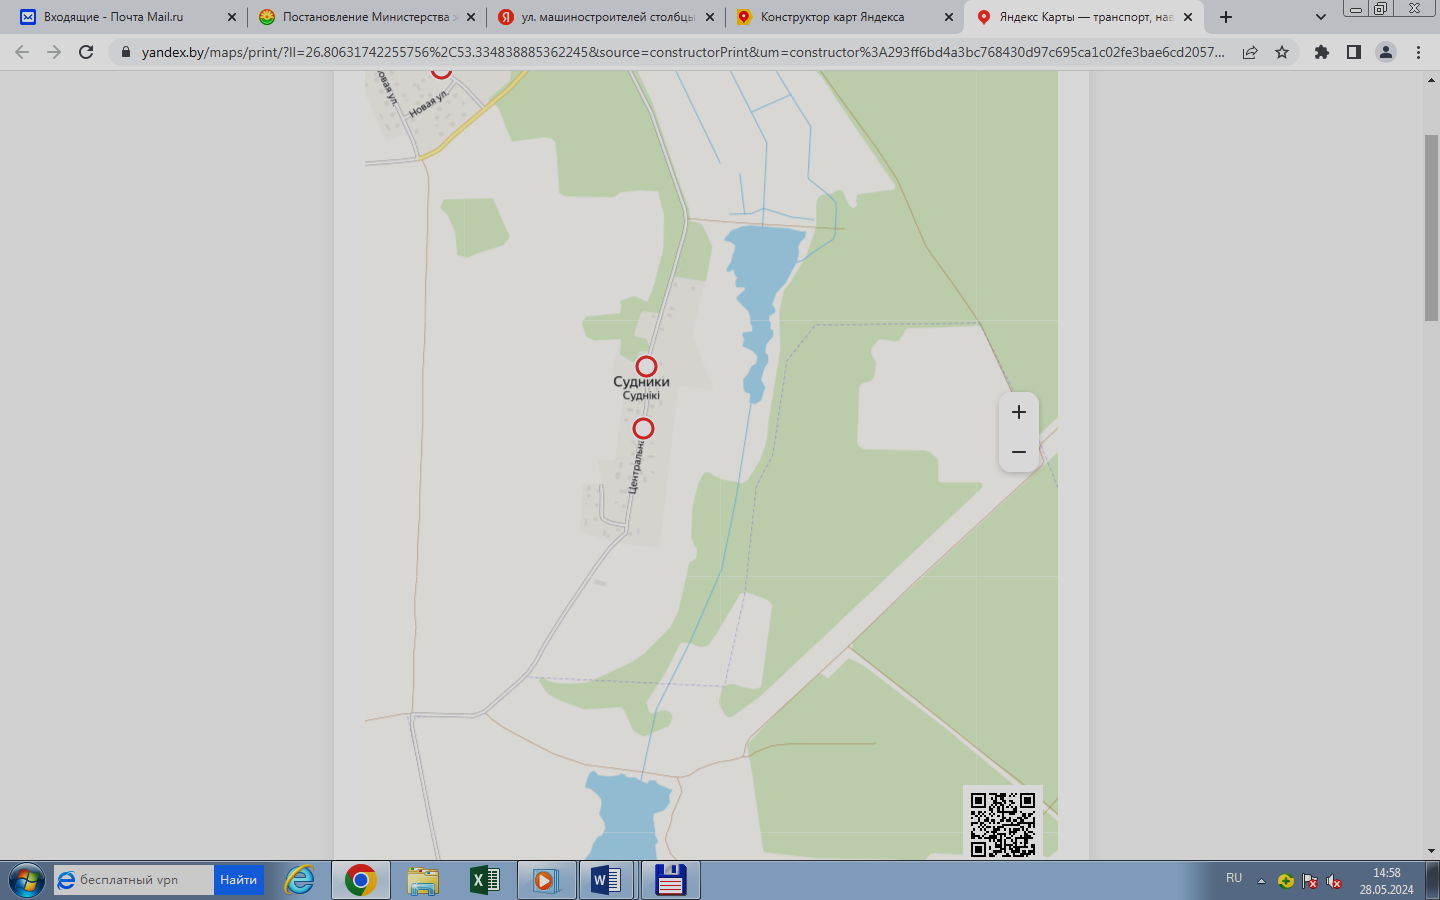 Входящие - Почта Mail.ru
Постановление Министерства
ул. машиностроителей столбцы
Конструктор карт Яндекса
Яндекс Карты — транспорт, нав
yandex.by/maps/print/?ll=26.80631742255756%2C53.334838885362245&source=constructorPrint&um=constructor%3A293ff6bd4a3bc768430d97c695ca1c02fe3bae6cd2057...
Новая ул.
Судники
Суднікі
Центральна
+
−
бесплатный vpn
Найти
RU
14:58
28.05.2024